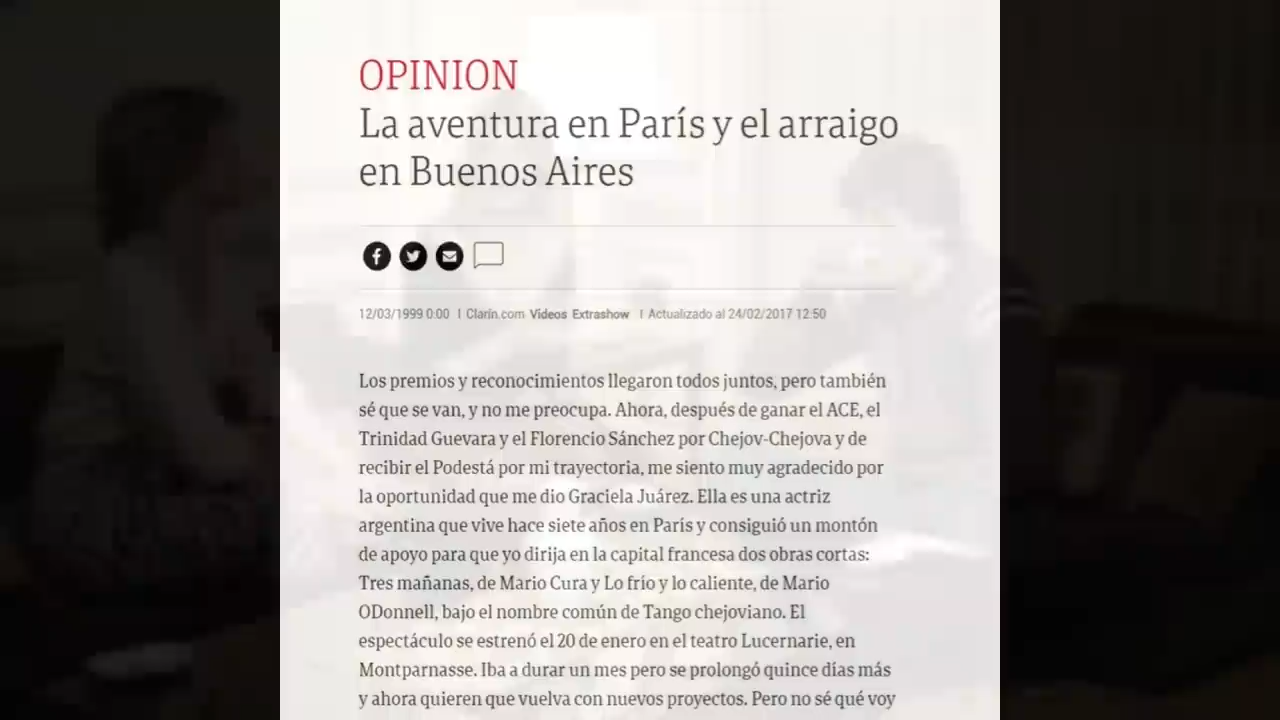 OPINION
La aventura en París y el arraigo
en Buenos Aires
12/03/1999 0:00 | Clarín.com Videos Extrashow | Actualizado al 24/02/2017 12:50
Los premios y reconocimientos llegaron todos juntos, pero también
sé que se van, y no me preocupa. Ahora, después de ganar el ACE, el
Trinidad Guevara y el Florencio Sánchez por Chejov-Chejova y de
recibir el Podestá por mi trayectoria, me siento muy agradecido por
la oportunidad que me dio Graciela Juárez. Ella es una actriz
argentina que vive hace siete años en París y consiguió un montón
de apoyo para que yo dirija en la capital francesa dos obras cortas:
Tres mañanas, de Mario Cura y Lo frío y lo caliente, de Mario
ODonnell, bajo el nombre común de Tango chejoviano. El
espectáculo se estrenó el 20 de enero en el teatro Lucernarie, en
Montparnasse. Iba a durar un mes pero se prolongó quince días más
y ahora quieren que vuelva con nuevos proyectos. Pero no sé qué voy